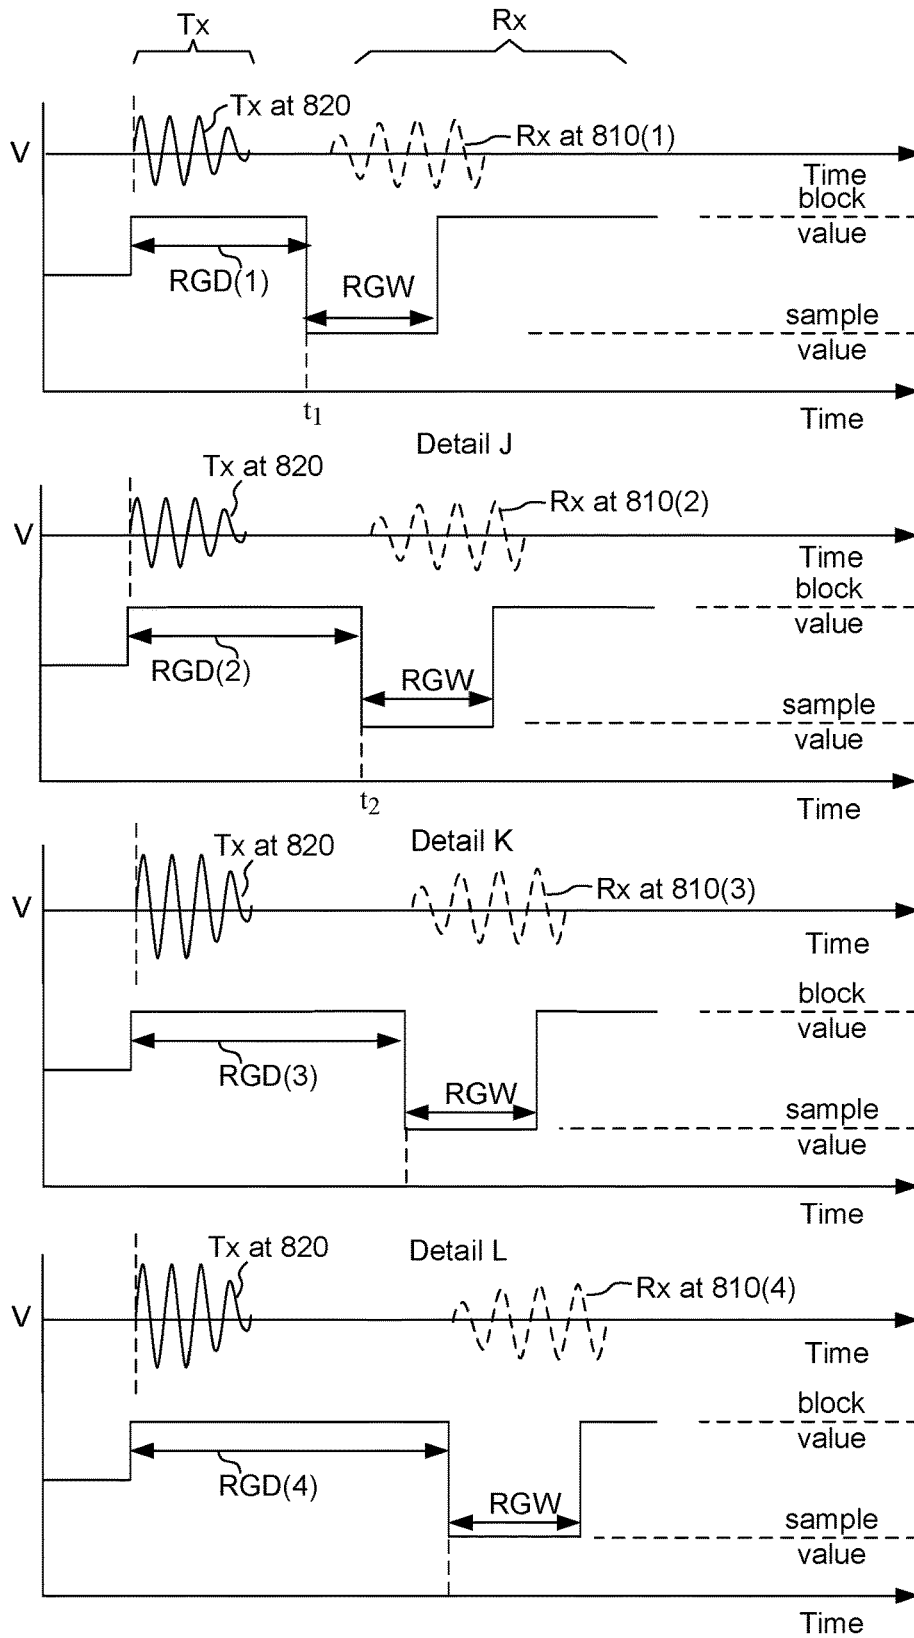 Tx Rx
Tx at 820
Rx at 810(1)
V
Time
block
value
RGD(1)
RGW
sample
value
t1
Time
Detail J
Tx at 820
Rx at 810(2)
V
Time
block
value
RGD(2)
RGW
sample
value
t2
Time
Detail K
Tx at 820
Rx at 810(3)
V
Time
block
value
RGD(3)
RGW
sample
value
Time
Detail L
Tx at 820
Rx at 810(4)
V
Time
block
value
RGD(4)
RGW
sample
value
Time